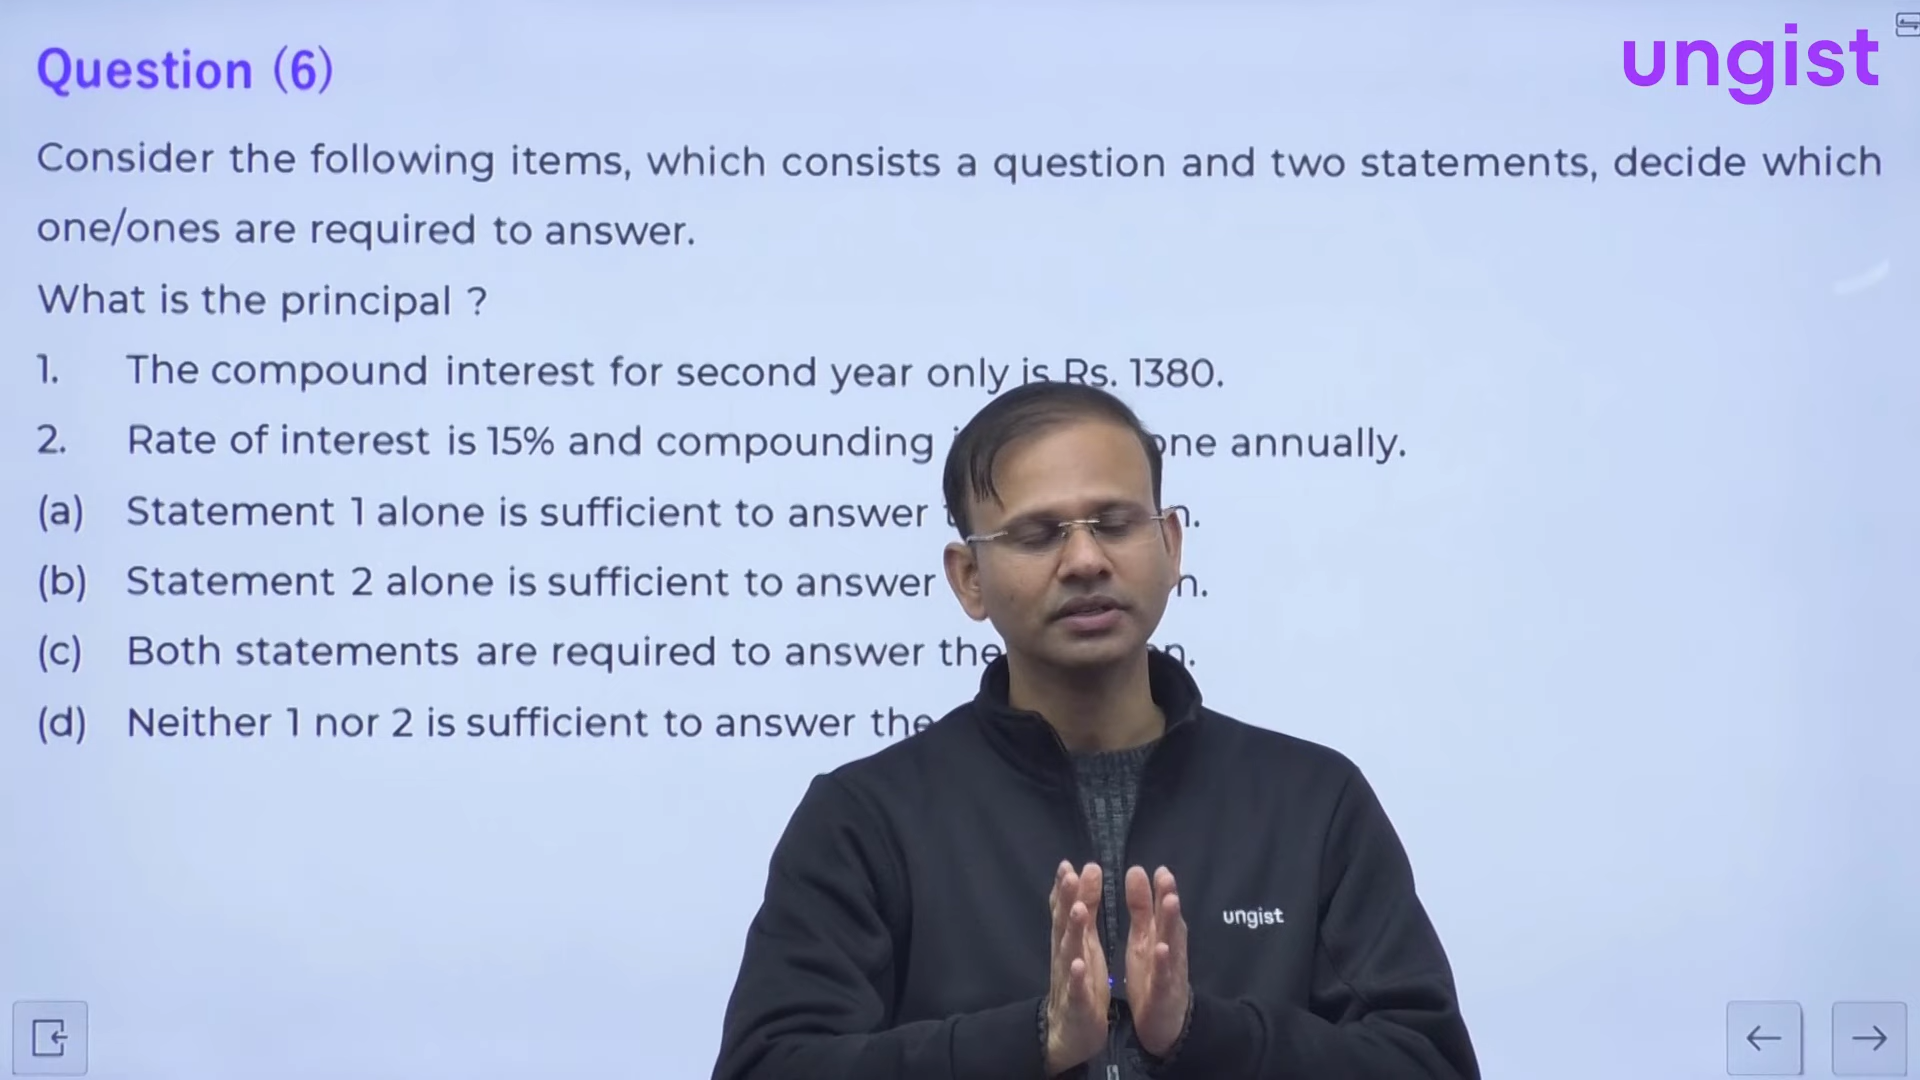 Question (6)
ungist
Consider the following items, which consists a question and two statements, decide which
one/ones are required to answer.
What is the principal ?
1. The compound interest for second year only is Rs. 1380.
2. Rate of interest is 15% and compounding annually.
(a) Statement 1 alone is sufficient to answer
(b) Statement 2 alone is sufficient to answer
(c) Both statements are required to answer the
(d) Neither 1 nor 2 is sufficient to answer the
ungist